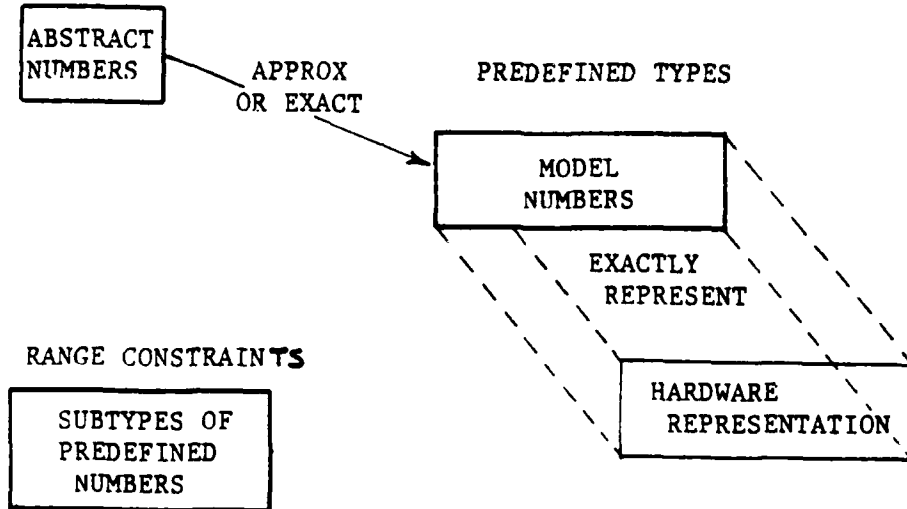 ABSTRACT
NUMBERS
APPROX
OR EXACT
PREDEFINED TYPES
MODEL
NUMBERS
EXACTLY
REPRESENT
HARDWARE
REPRESENTATION
RANGE CONSTRAINTS
SUBTYPES OF
PREDEFINED
NUMBERS